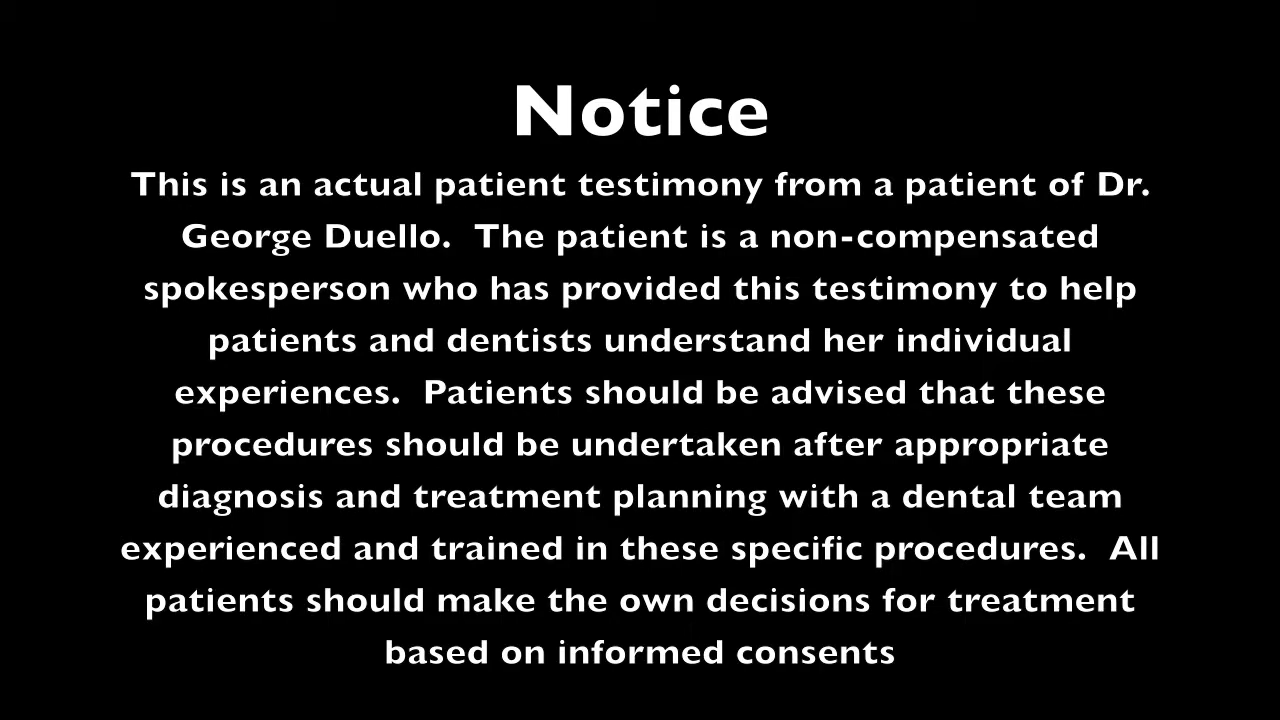 Notice
This is an actual patient testimony from a patient of Dr.
George Duello.  The patient is a non-compensated
spokesperson who has provided this testimony to help
patients and dentists understand her individual
experiences.  Patients should be advised that these
procedures should be undertaken after appropriate
diagnosis and treatment planning with a dental team
experienced and trained in these specific procedures.  All
patients should make the own decisions for treatment
based on informed consents